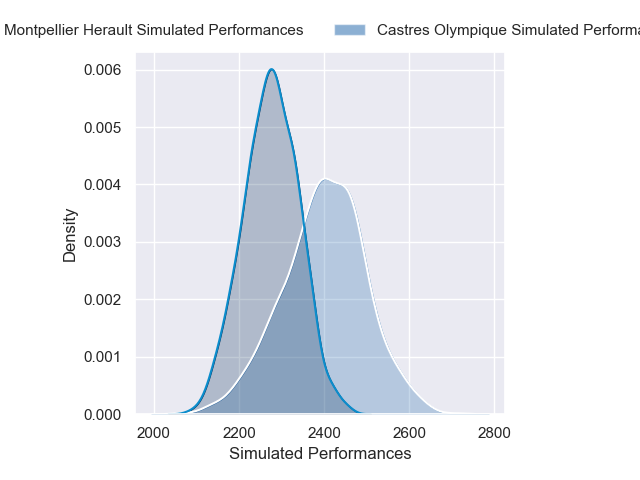 Montpellier Herault Simulated Performances Castres Olympique Simulated
0.006
0.005
0.004
0.003
0.002
0.001
0.000
Density
2000 2200 2400 2600 2800
Simulated Performances